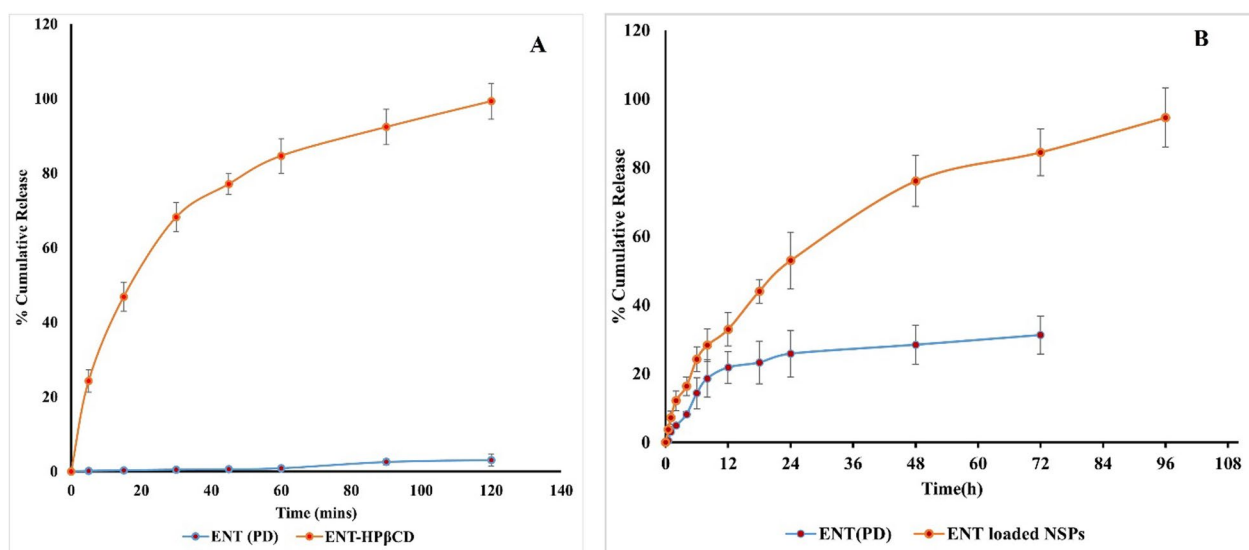 A
120
100
80
60
40
20
0
% Cumulative Release
0 20 40 60 80 100 120 140
Time (mins)
ENT (PD) ENT-HPβCD
B
120
100
80
60
40
20
0
% Cumulative Release
0 12 24 36 48 60 72 84 96 108
Time(h)
ENT(PD) ENT loaded NSPs